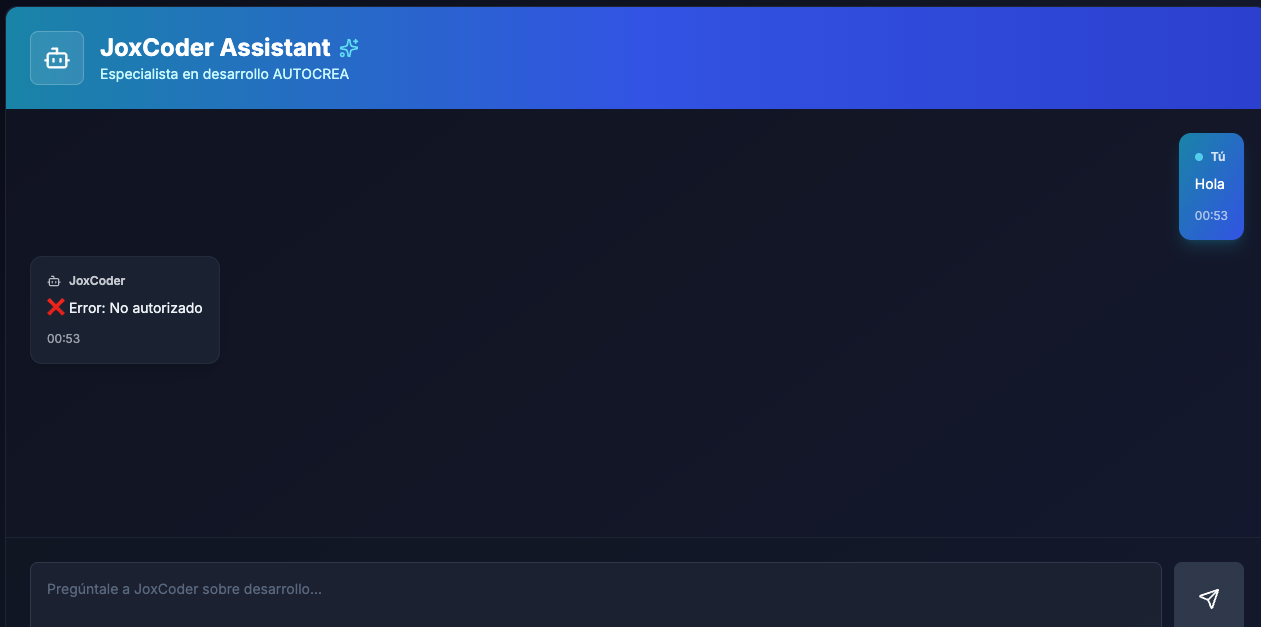 JoxCoder Assistant
Especialista en desarrollo AUTOCREA
Tú
Hola
00:53
JoxCoder
❌ Error: No autorizado
00:53
Pregúntale a JoxCoder sobre desarrollo...